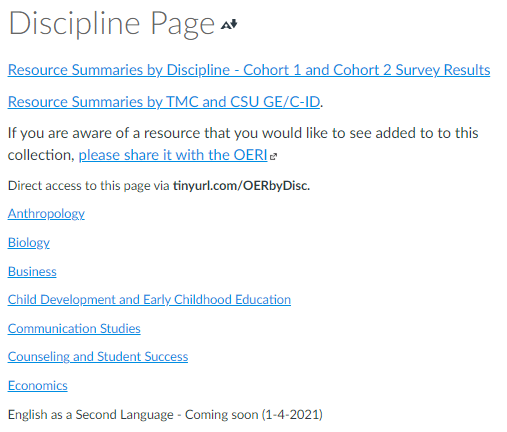 Discipline Page
Resource Summaries by Discipline - Cohort 1 and Cohort 2 Survey Results
Resource Summaries by TMC and CSU GE/C-ID.
If you are aware of a resource that you would like to see added to to this
collection, please share it with the OERI
Direct access to this page via tinyurl.com/OERbyDisc.
Anthropology
Biology
Business
Child Development and Early Childhood Education
Communication Studies
Counseling and Student Success
Economics
English as a Second Language - Coming soon (1-4-2021)